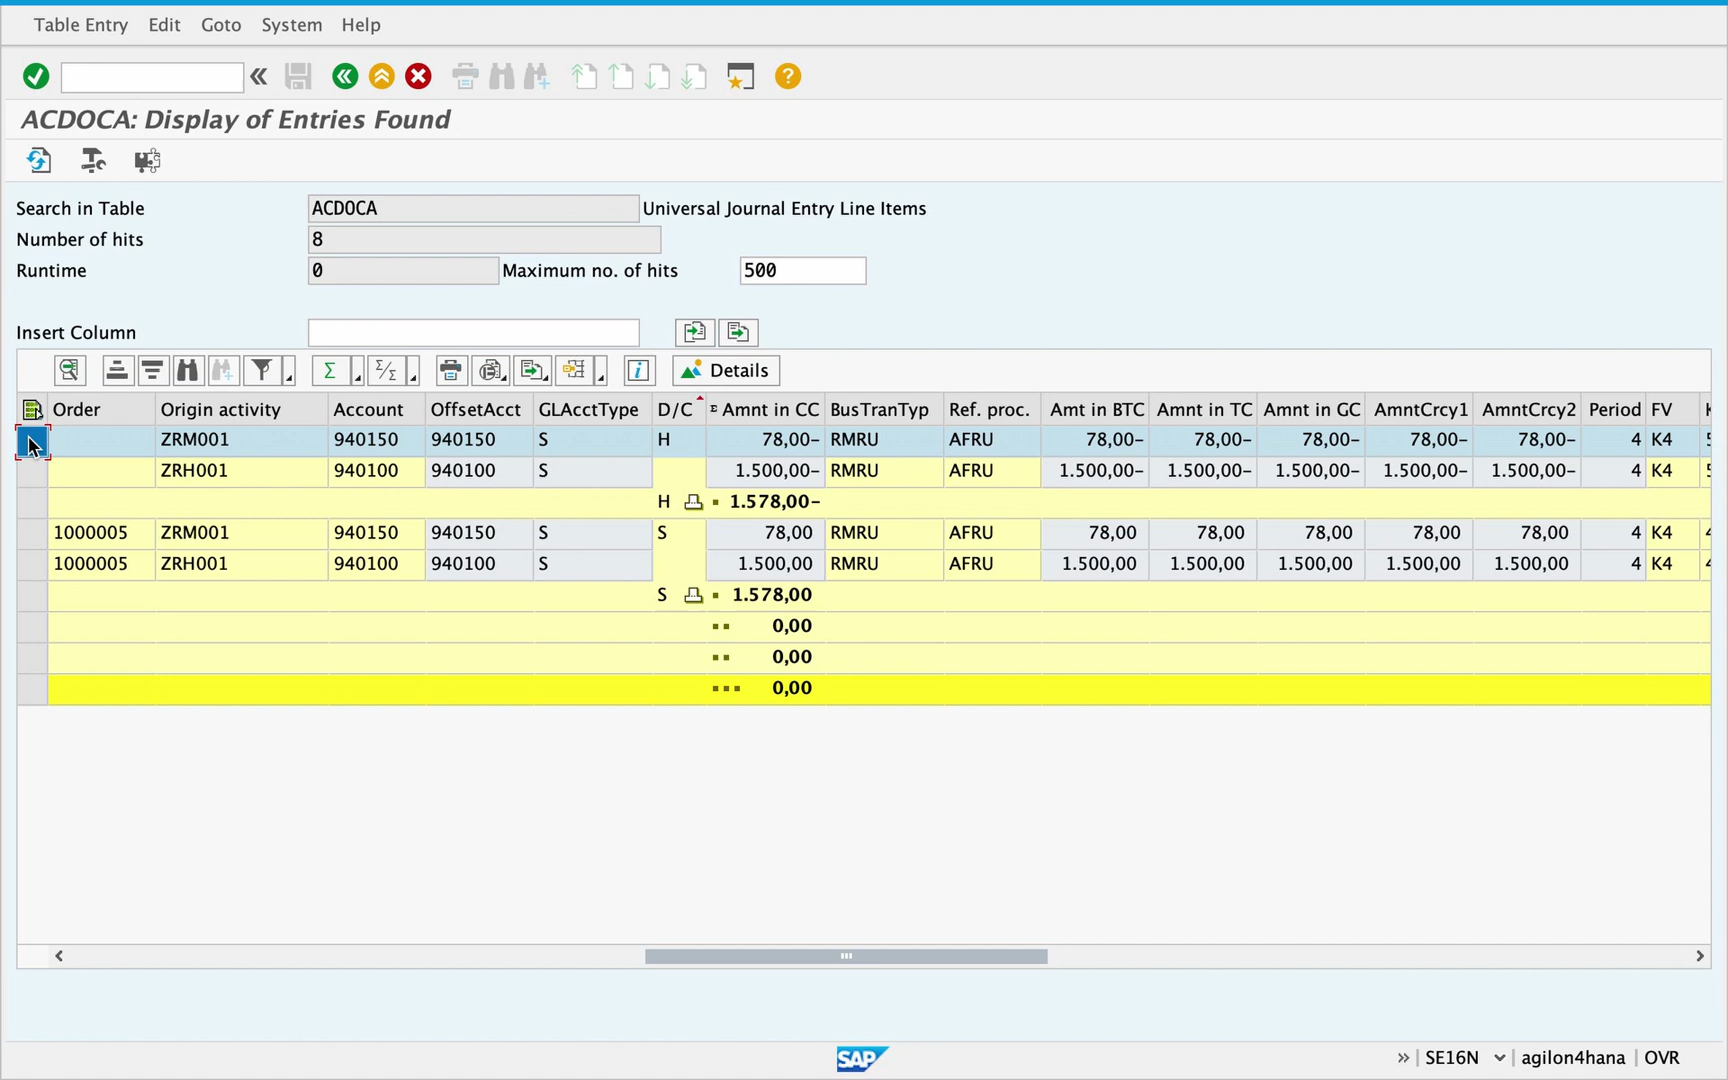 Table Entry Edit Goto System Help
ACDOCA: Display of Entries Found
Search in Table ACDOCA Universal Journal Entry Line Items
Number of hits 8
Runtime 0 Maximum no. of hits 500
Insert Column
Details
Order Origin activity Account OffsetAcct GLAcctType D/C Σ Amnt in CC BusTranTyp Ref. proc. Amt in BTC Amnt in TC Amnt in GC AmntCrcy1 AmntCrcy2 Period FV
ZRM001 940150 940150 S H 78,00- RMRU AFRU 78,00- 78,00- 78,00- 78,00- 78,00- 4 K4
ZRH001 940100 940100 S 1.500,00- RMRU AFRU 1.500,00- 1.500,00- 1.500,00- 1.500,00- 1.500,00- 4 K4
H 1.578,00-
1000005 ZRM001 940150 940150 S S 78,00 RMRU AFRU 78,00 78,00 78,00 78,00 78,00 4 K4
1000005 ZRH001 940100 940100 S 1.500,00 RMRU AFRU 1.500,00 1.500,00 1.500,00 1.500,00 1.500,00 4 K4
S 1.578,00
0,00
0,00
0,00
SAP SE16N agilon4hana OVR